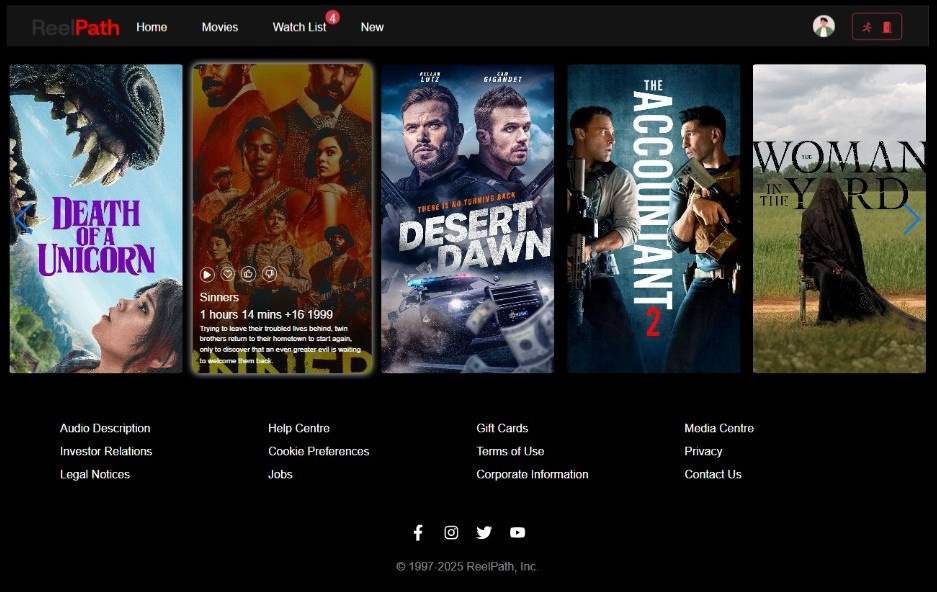 ReelPath Home Movies Watch List 4 New
DEATH
OF A
UNICORN
Sinners
1 hours 14 mins +16 1999
Trying to leave their troubled lives behind, twin
brothers return to their hometown to start again,
only to discover that an even greater evil is waiting
to welcome them back.
KELLAN
LUTZ
CAM
GIGANDET
THERE IS NO TURNING BACK
DESERT
DAWN
THE
ACCOUNTANT
2
THE
WOMAN
IN
THE
YARD
Audio Description Help Centre Gift Cards Media Centre
Investor Relations Cookie Preferences Terms of Use Privacy
Legal Notices Jobs Corporate Information Contact Us
© 1997-2025 ReelPath, Inc.